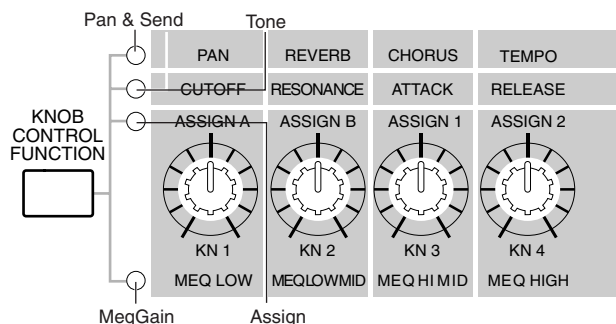 Pan & Send Tone
PAN REVERB CHORUS TEMPO
CUTOFF RESONANCE ATTACK RELEASE
KNOB
CONTROL
FUNCTION
ASSIGN A ASSIGN B ASSIGN 1 ASSIGN 2
KN 1 KN 2 KN 3 KN 4
MEQ LOW MEQLOWMID MEQ HI MID MEQ HIGH
MeqGain Assign